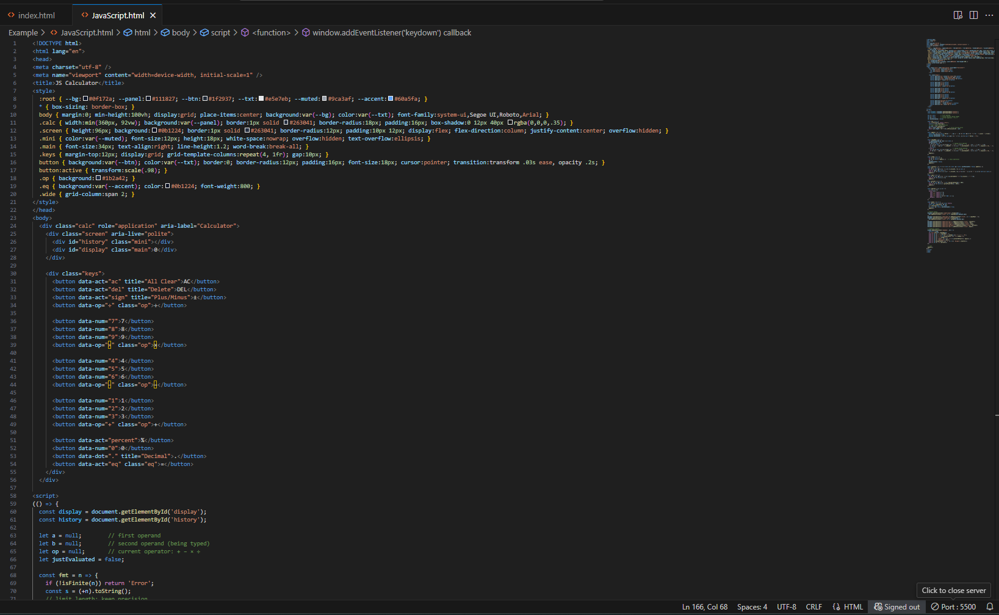 index.html JavaScript.html
Example > JavaScript.html > html > body > script > <function> > window.addEventListener('keydown') callback
1 <!DOCTYPE html>
2 <html lang="en">
3 <head>
4 <meta charset="utf-8" />
5 <meta name="viewport" content="width=device-width, initial-scale=1" />
6 <title>JS Calculator</title>
7 <style>
8 :root { --bg:#0f172a; --panel:#111827; --btn:#1f2937; --txt:#e5e7eb; --muted:#9ca3af; --accent:#60a5fa; }
9 * { box-sizing: border-box; }
10 body { margin:0; min-height:100vh; display:grid; place-items:center; background:var(--bg); color:var(--txt); font-family:system-ui,Segoe UI,Roboto,Arial; }
11 .calc { width:min(360px, 92vw); background:var(--panel); border:1px solid #263041; border-radius:18px; padding:16px; box-shadow:0 12px 40px rgba(0,0,0,.35); }
12 .screen { height:96px; background:#0b1224; border:1px solid #263041; border-radius:12px; padding:10px 12px; display:flex; flex-direction:column; justify-content:center; overflow:hidden; }
13 .mini { color:var(--muted); font-size:12px; height:18px; white-space:nowrap; overflow:hidden; text-overflow:ellipsis; }
14 .main { font-size:34px; text-align:right; line-height:1.2; word-break:break-all; }
15 .keys { margin-top:12px; display:grid; grid-template-columns:repeat(4, 1fr); gap:10px; }
16 button { background:var(--btn); color:var(--txt); border:0; border-radius:12px; padding:16px; font-size:18px; cursor:pointer; transition:transform .03s ease, opacity .2s; }
17 button:active { transform:scale(.98); }
18 .op { background:#1b2a42; }
19 .eq { background:var(--accent); color:#0b1224; font-weight:800; }
20 .wide { grid-column:span 2; }
21 </style>
22 </head>
23 <body>
24 <div class="calc" role="application" aria-label="Calculator">
25 <div class="screen" aria-live="polite">
26 <div id="history" class="mini"></div>
27 <div id="display" class="main">0</div>
28 </div>
29
30 <div class="keys">
31 <button data-act="ac" title="All Clear">AC</button>
32 <button data-act="del" title="Delete">DEL</button>
33 <button data-act="sign" title="Plus/Minus">±</button>
34 <button data-op="÷" class="op">÷</button>
35
36 <button data-num="7">7</button>
37 <button data-num="8">8</button>
38 <button data-num="9">9</button>
39 <button data-op="×" class="op">×</button>
40
41 <button data-num="4">4</button>
42 <button data-num="5">5</button>
43 <button data-num="6">6</button>
44 <button data-op="−" class="op">−</button>
45
46 <button data-num="1">1</button>
47 <button data-num="2">2</button>
48 <button data-num="3">3</button>
49 <button data-op="+" class="op">+</button>
50
51 <button data-act="percent">%</button>
52 <button data-num="0">0</button>
53 <button data-dot="." title="Decimal">.</button>
54 <button data-act="eq" class="eq">=</button>
55 </div>
56 </div>
57
58 <script>
59 (() => {
60 const display = document.getElementById('display');
61 const history = document.getElementById('history');
62
63 let a = null; // first operand
64 let b = null; // second operand (being typed)
65 let op = null; // current operator: + − × ÷
66 let justEvaluated = false;
67
68 const fmt = n => {
69 if (!isFinite(n)) return 'Error';
70 const s = (+n).toString();
71 // limit length; keep precision
Click to close server
Ln 166, Col 68 Spaces: 4 UTF-8 CRLF HTML Signed out Port : 5500